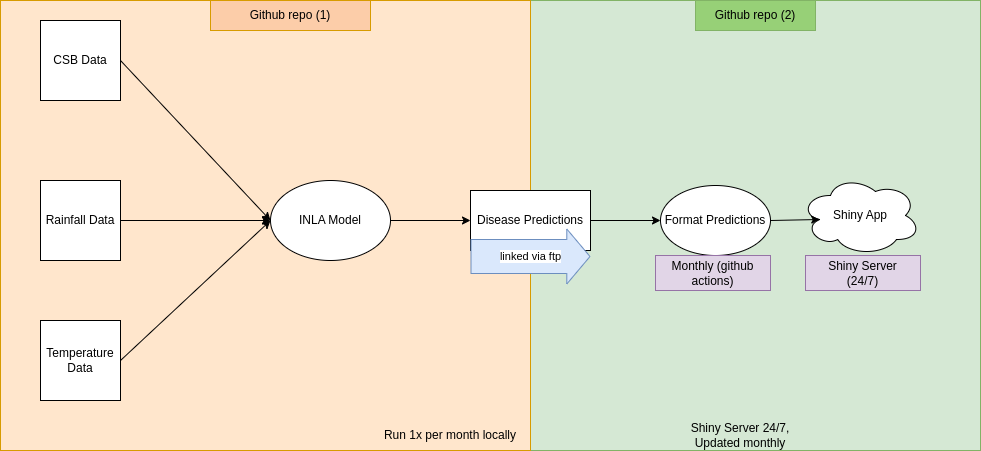 Github repo (1)
Github repo (2)
CSB Data
Rainfall Data
INLA Model
Disease Predictions
linked via ftp
Format Predictions
Monthly (github
actions)
Shiny App
Shiny Server
(24/7)
Temperature
Data
Run 1x per month locally
Shiny Server 24/7,
Updated monthly